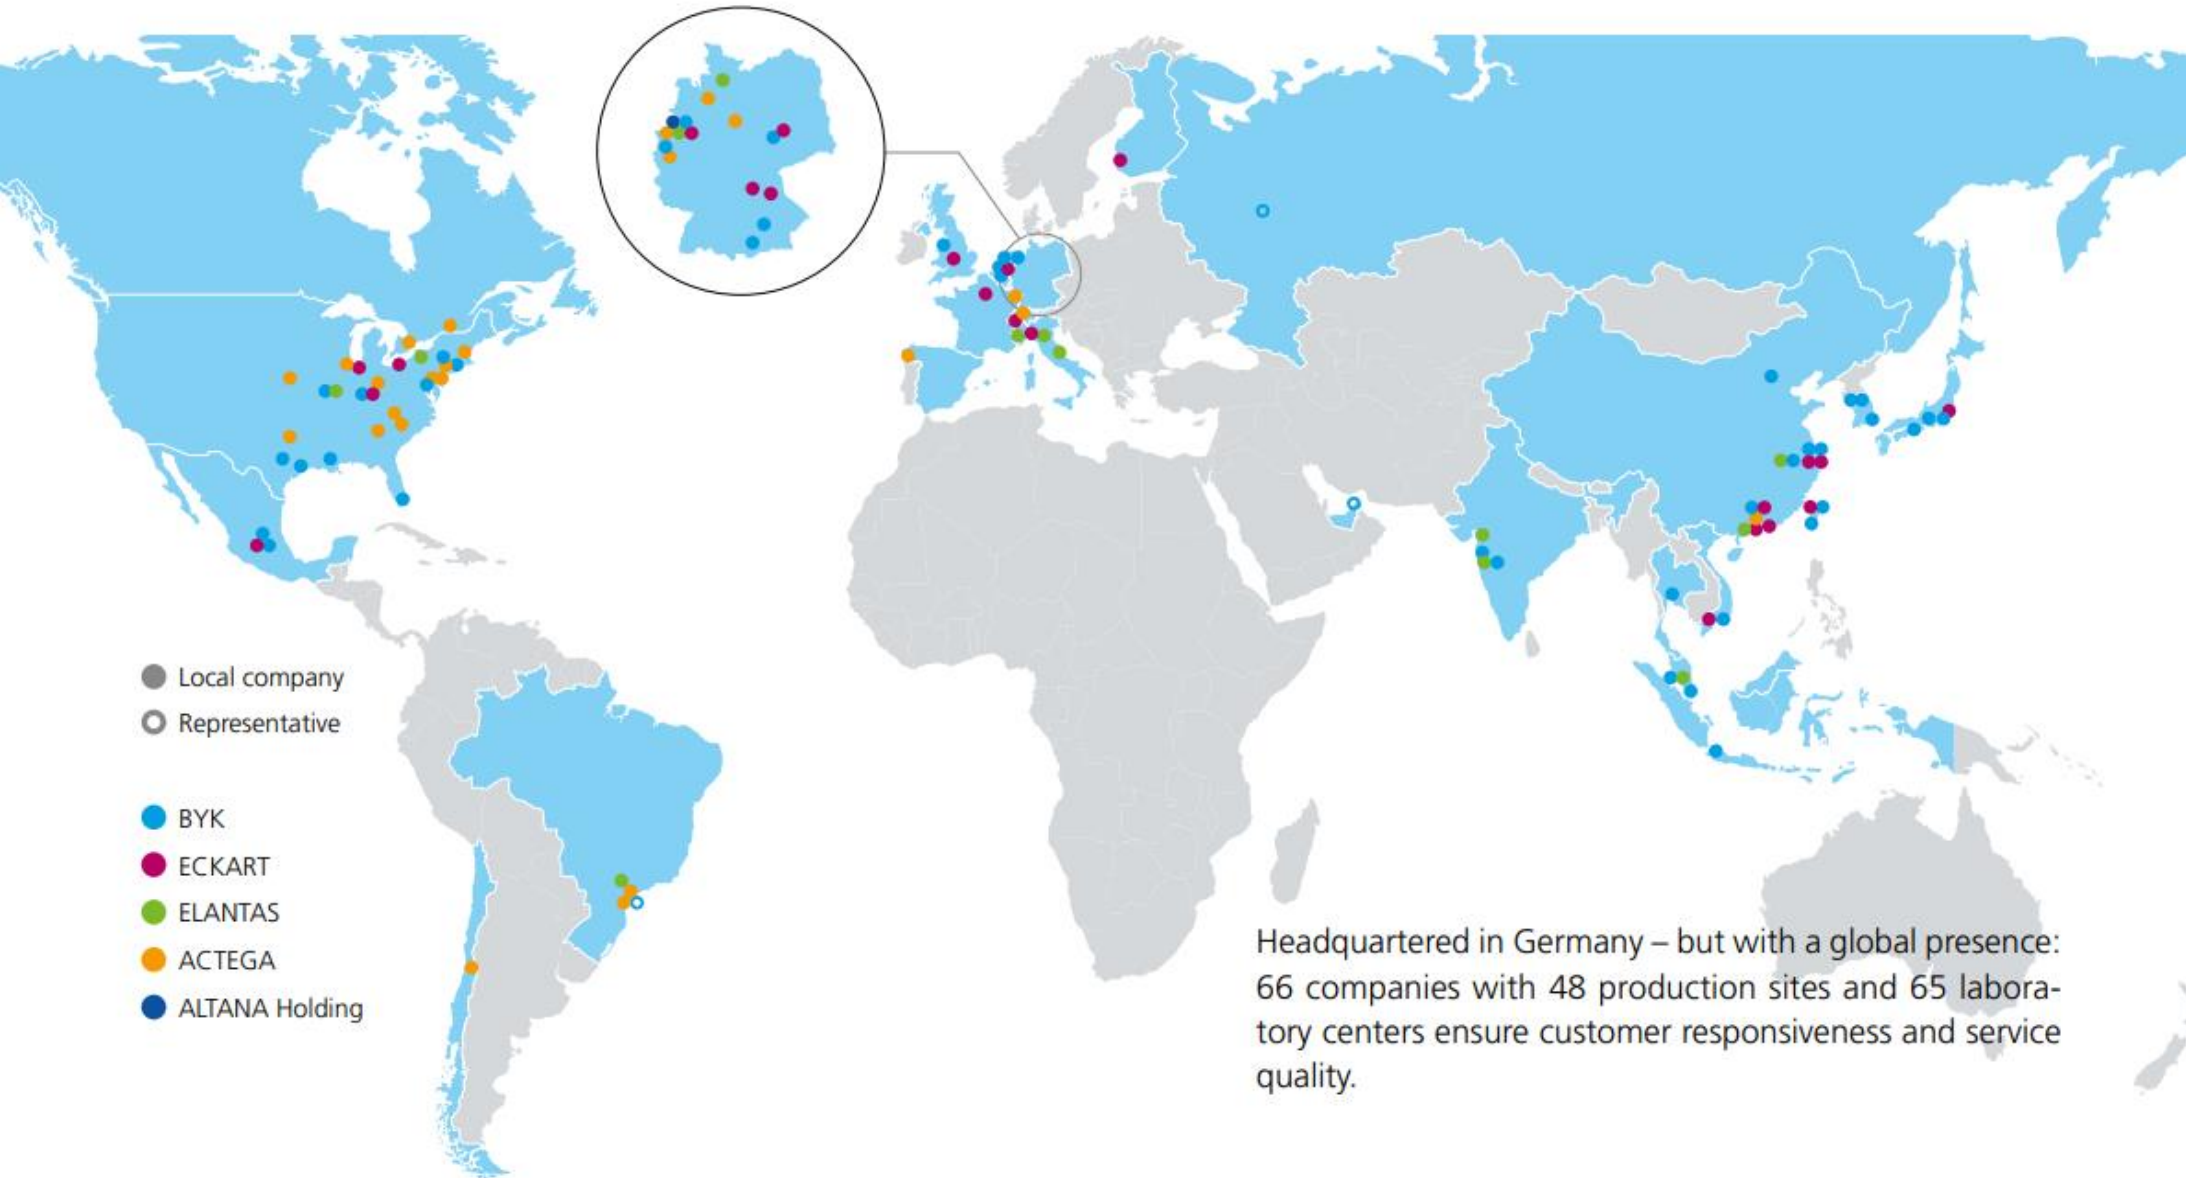 Local company
Representative
BYK
ECKART
ELANTAS
ACTEGA
ALTANA Holding
Headquartered in Germany – but with a global presence:
66 companies with 48 production sites and 65 labora-
tory centers ensure customer responsiveness and service
quality.